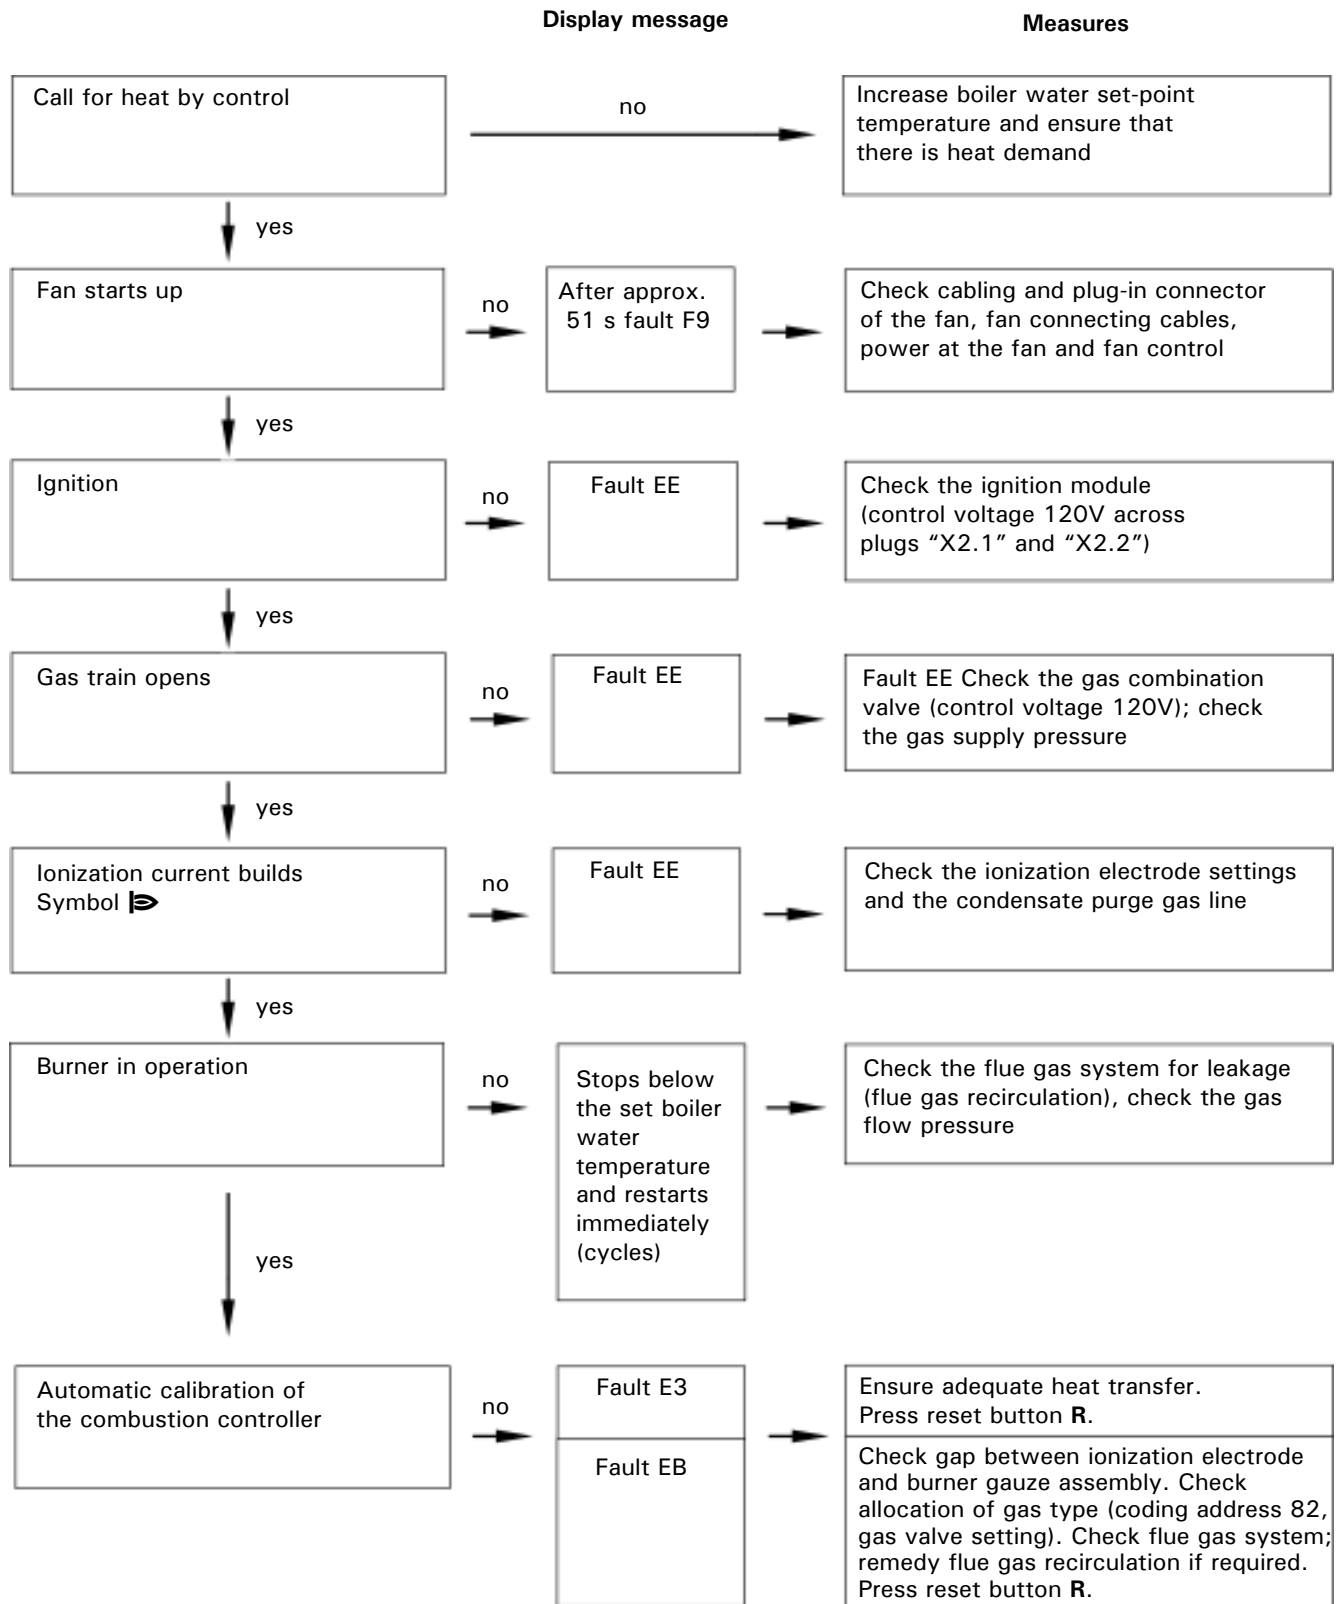 Display message
Measures
Call for heat by control
no
Increase boiler water set-point
temperature and ensure that
there is heat demand
yes
Fan starts up
no
After approx.
51 s fault F9
Check cabling and plug-in connector
of the fan, fan connecting cables,
power at the fan and fan control
yes
Ignition
no
Fault EE
Check the ignition module
(control voltage 120V across
plugs “X2.1” and “X2.2”)
yes
Gas train opens
no
Fault EE
Fault EE Check the gas combination
valve (control voltage 120V); check
the gas supply pressure
yes
Ionization current builds
Symbol
no
Fault EE
Check the ionization electrode settings
and the condensate purge gas line
yes
Burner in operation
no
Stops below
the set boiler
water
temperature
and restarts
immediately
(cycles)
Check the flue gas system for leakage
(flue gas recirculation), check the gas
flow pressure
yes
Automatic calibration of
the combustion controller
no
Fault E3
Ensure adequate heat transfer.
Press reset button R.
Fault EB
Check gap between ionization electrode
and burner gauze assembly. Check
allocation of gas type (coding address 82,
gas valve setting). Check flue gas system;
remedy flue gas recirculation if required.
Press reset button R.